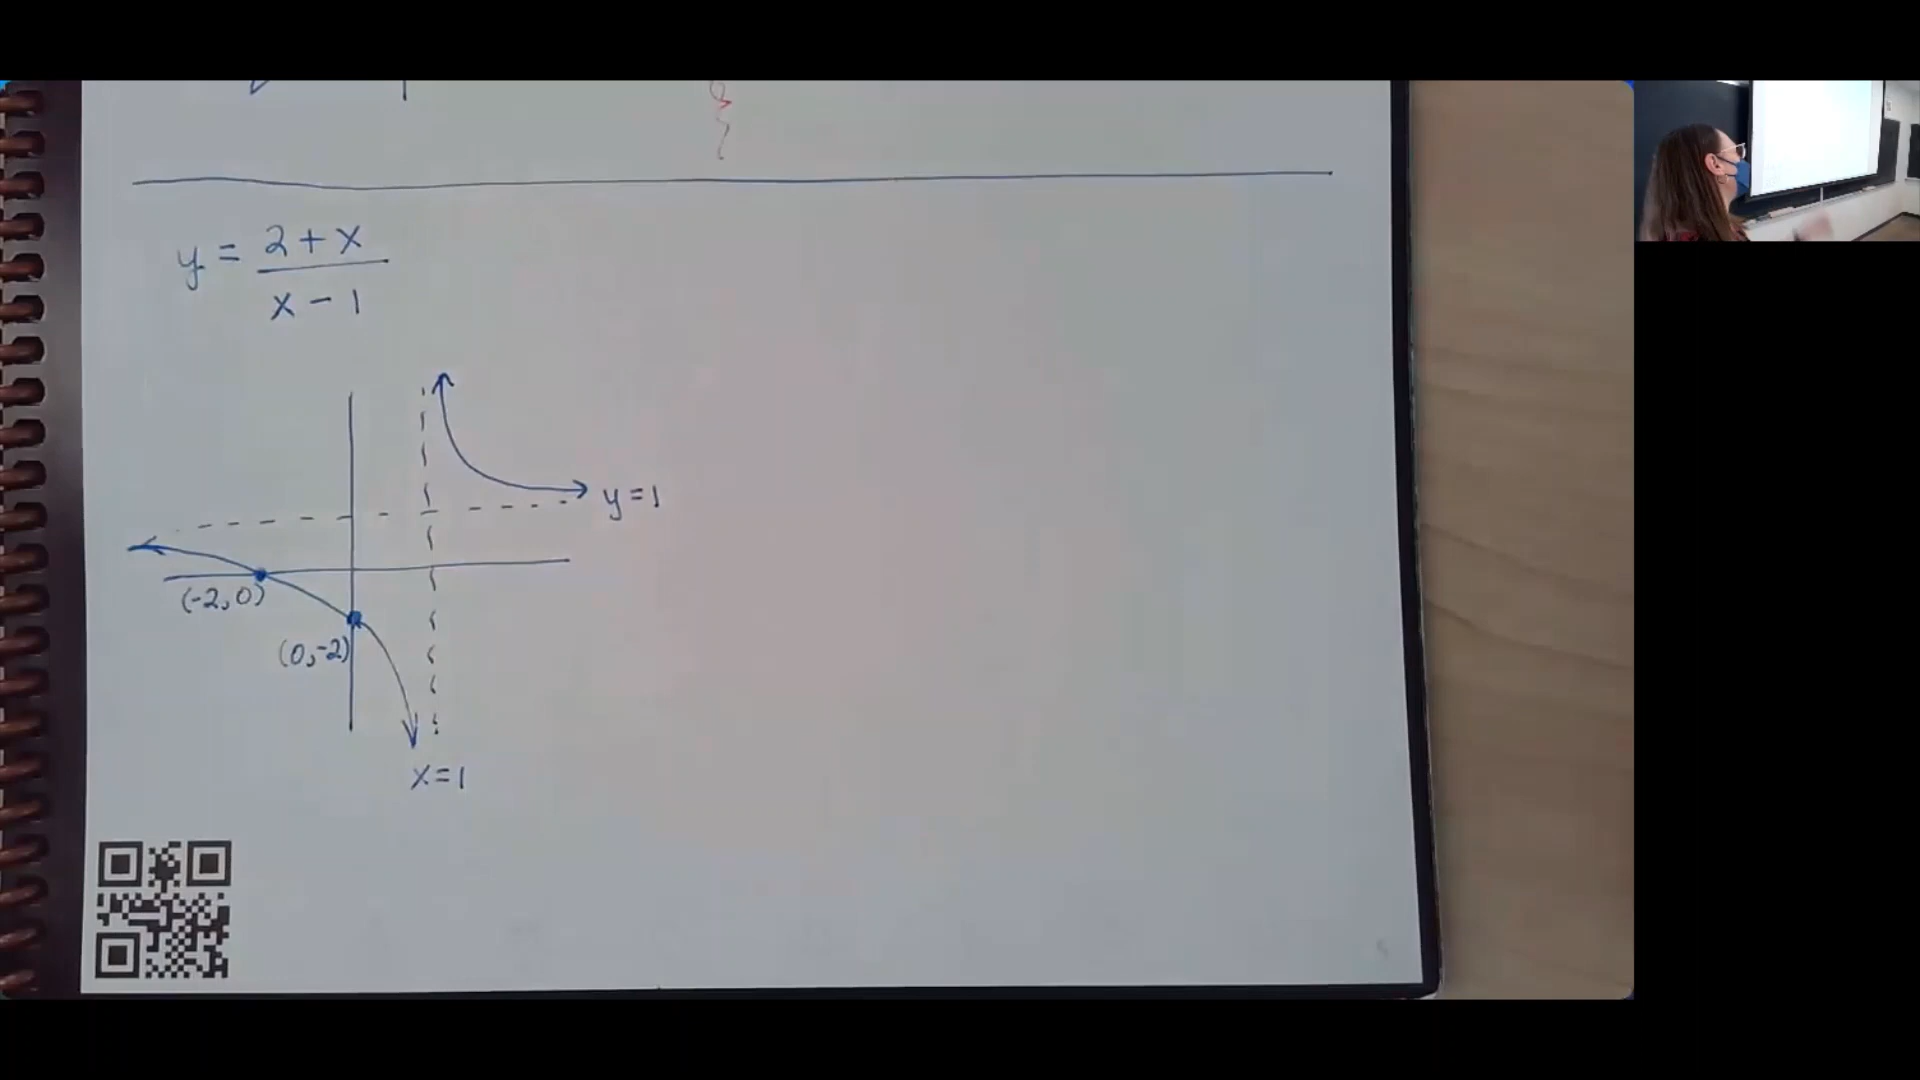 y = (2 + x)/(x - 1)
y = 1
(-2, 0)
(0, -2)
x = 1